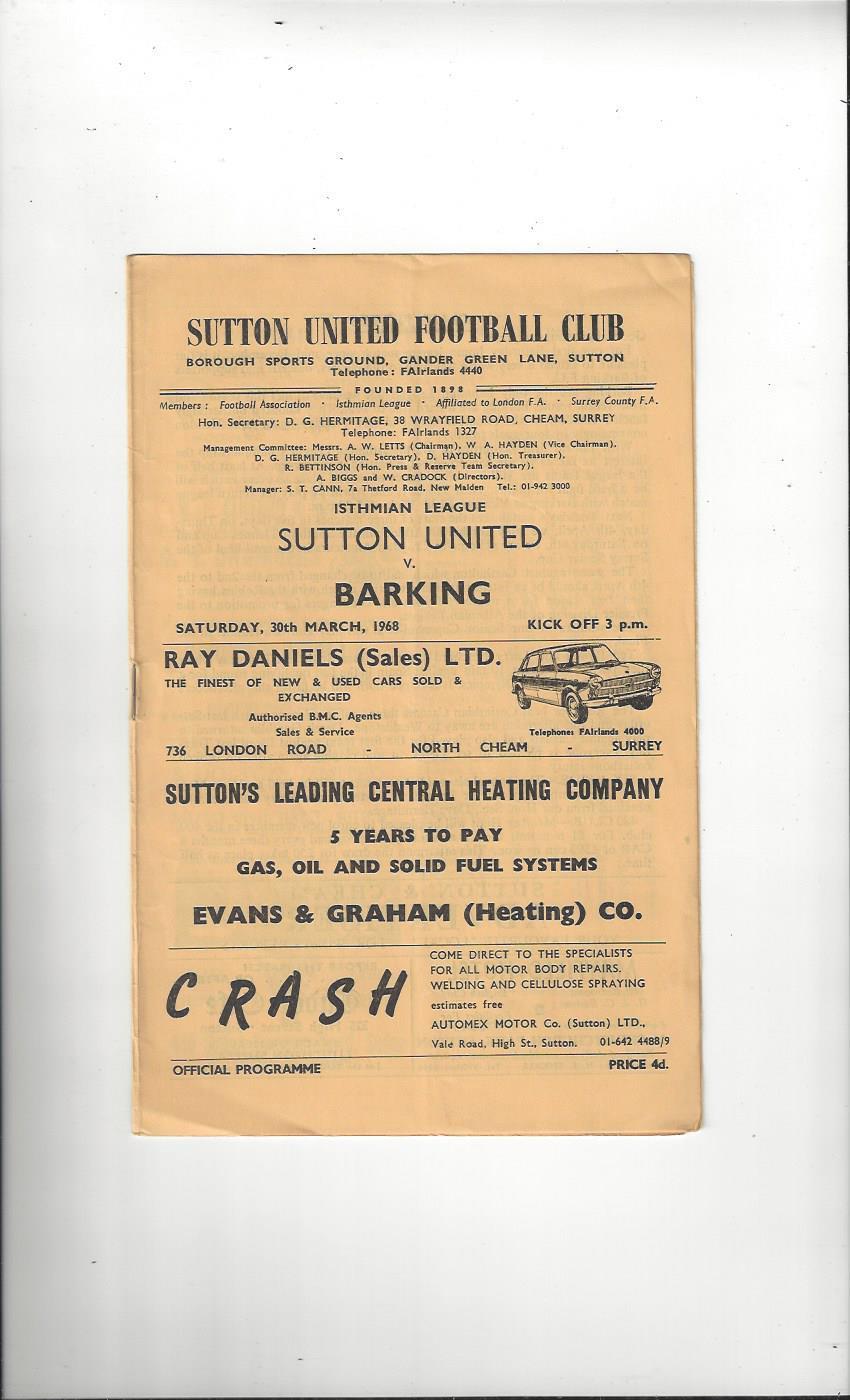 SUTTON UNITED FOOTBALL CLUB
BOROUGH SPORTS GROUND, GANDER GREEN LANE, SUTTON
Telephone: FAIrlands 4440
FOUNDED 1898
Members : Football Association · Isthmian League · Affiliated to London F.A. · Surrey County F.A.
Hon. Secretary: D. G. HERMITAGE, 38 WRAYFIELD ROAD, CHEAM, SURREY
Telephone: FAIrlands 1327
Management Committee: Messrs. A. W. LETTS (Chairman), W. A. HAYDEN (Vice Chairman),
D. G. HERMITAGE (Hon. Secretary), D. HAYDEN (Hon. Treasurer),
R. BETTINSON (Hon. Press & Reserve Team Secretary),
A. BIGGS and W. CRADOCK (Directors).
Manager: S. T. CANN, 7a Thetford Road, New Malden Tel.: 01-942 3000
ISTHMIAN LEAGUE
SUTTON UNITED
v.
BARKING
SATURDAY, 30th MARCH, 1968 KICK OFF 3 p.m.
RAY DANIELS (Sales) LTD.
THE FINEST OF NEW & USED CARS SOLD &
EXCHANGED
Authorised B.M.C. Agents
Sales & Service
Telephone: FAIrlands 4000
736 LONDON ROAD - NORTH CHEAM - SURREY
SUTTON'S LEADING CENTRAL HEATING COMPANY
5 YEARS TO PAY
GAS, OIL AND SOLID FUEL SYSTEMS
EVANS & GRAHAM (Heating) CO.
CRASH
COME DIRECT TO THE SPECIALISTS
FOR ALL MOTOR BODY REPAIRS.
WELDING AND CELLULOSE SPRAYING
estimates free
AUTOMEX MOTOR Co. (Sutton) LTD.,
Vale Road, High St., Sutton. 01-642 4488/9
OFFICIAL PROGRAMME PRICE 4d.